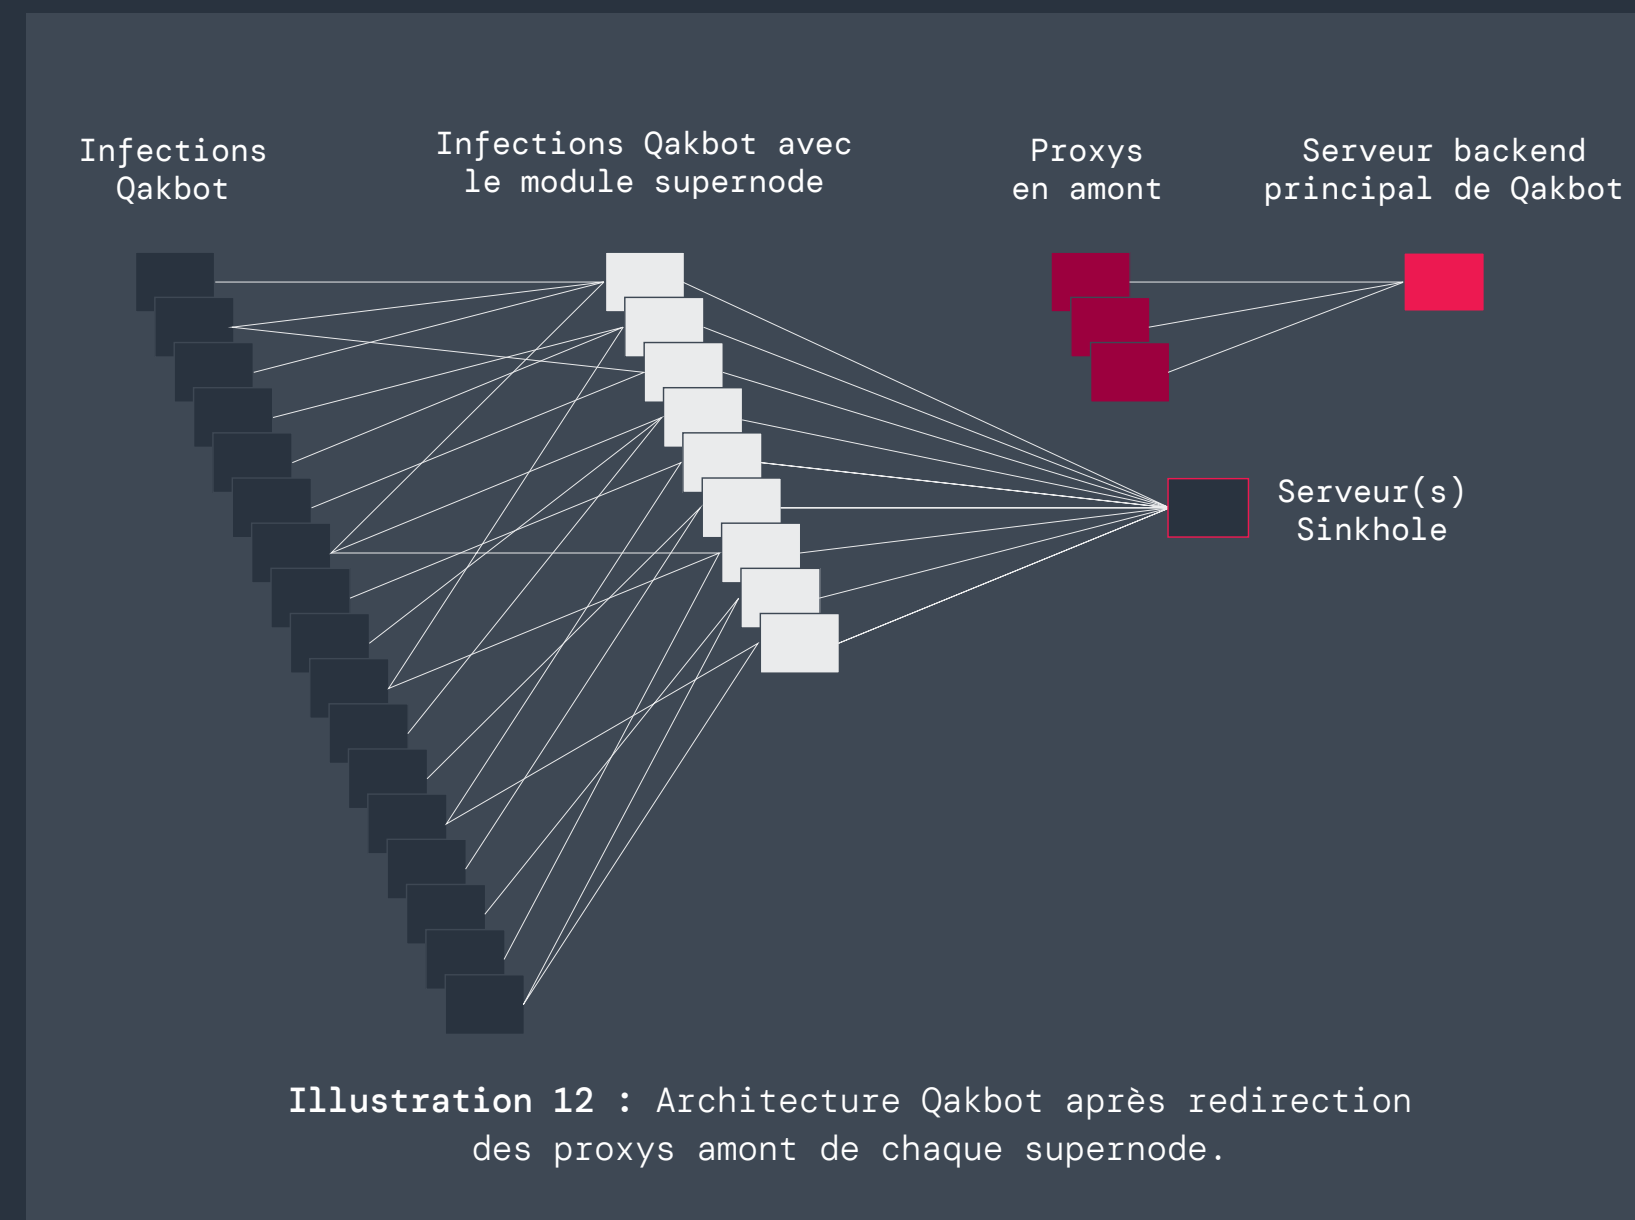 Infections
Qakbot
Infections Qakbot avec
le module supernode
Proxys
en amont
Serveur backend
principal de Qakbot
Serveur(s)
Sinkhole
Illustration 12 : Architecture Qakbot après redirection
des proxys amont de chaque supernode.